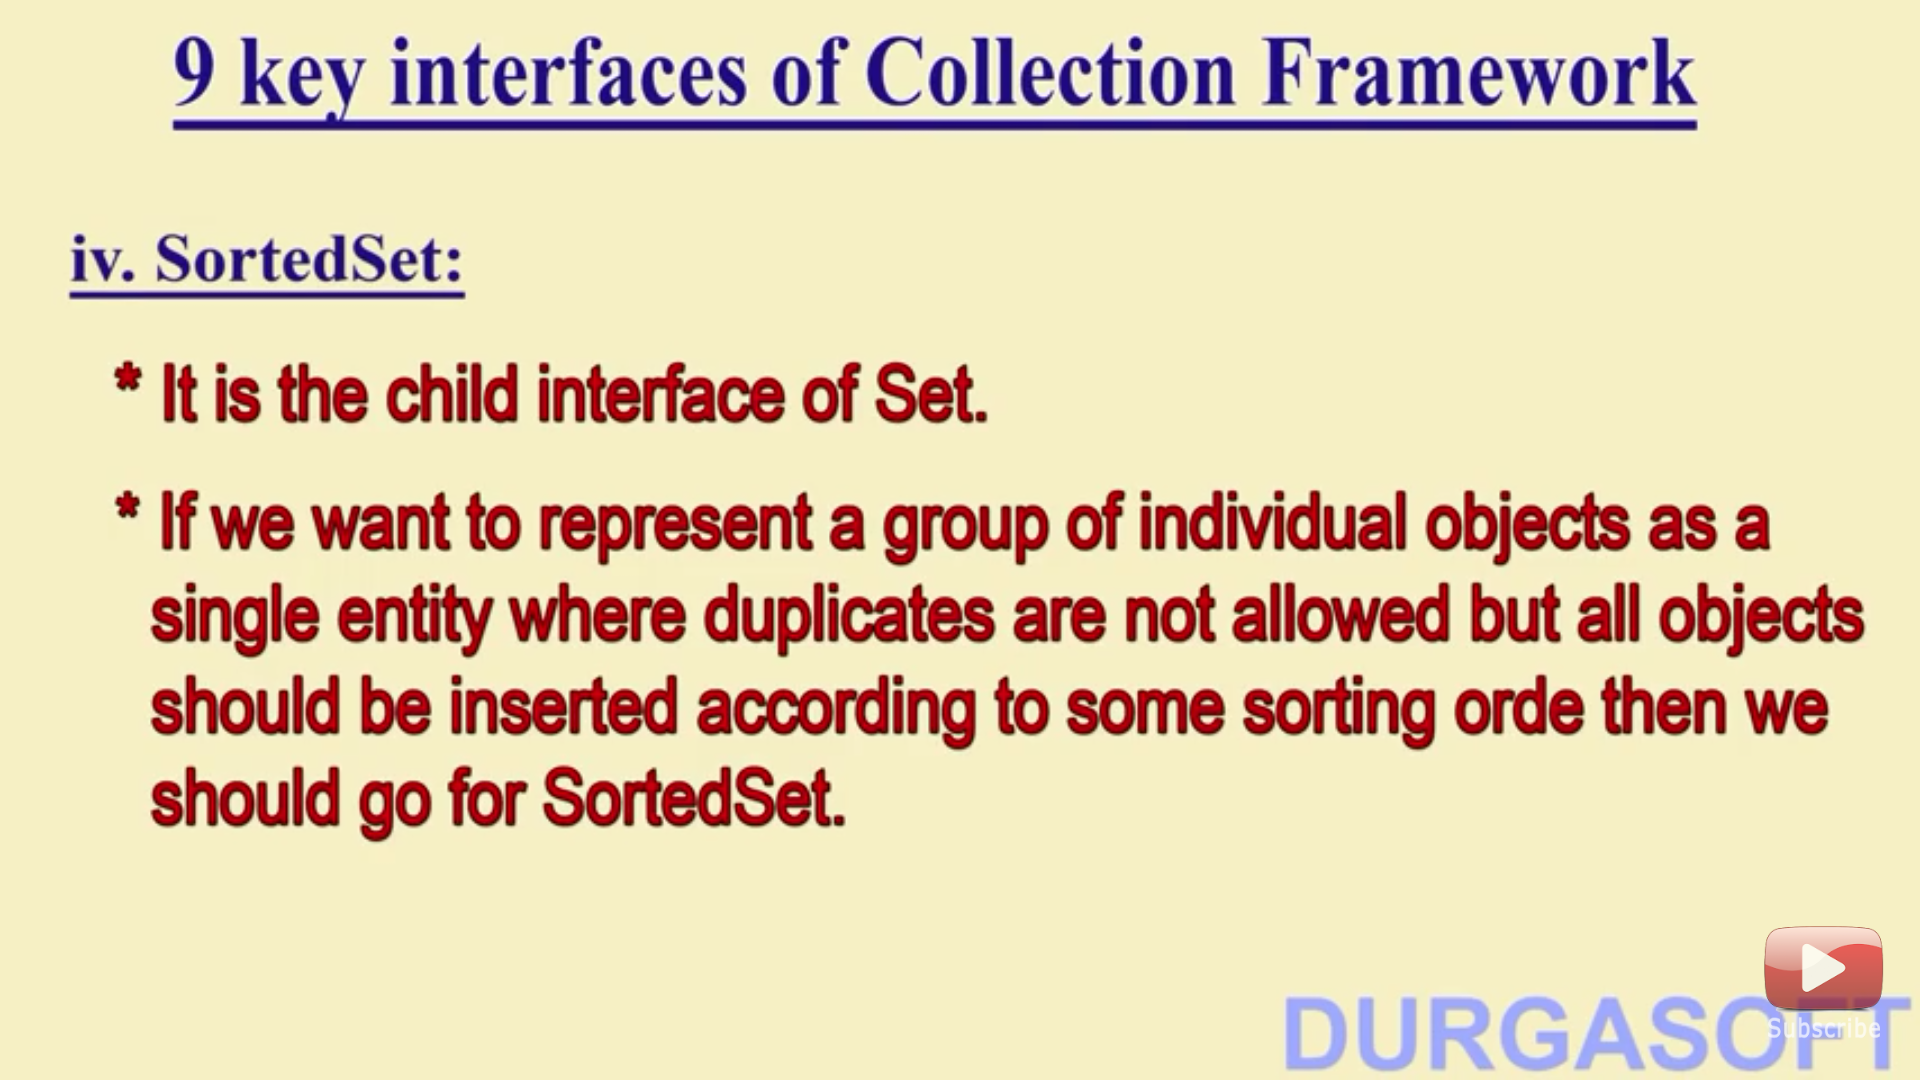 9 key interfaces of Collection Framework
iv. SortedSet:
* It is the child interface of Set.
* If we want to represent a group of individual objects as a
single entity where duplicates are not allowed but all objects
should be inserted according to some sorting orde then we
should go for SortedSet.
DURGASOFT
Subscribe